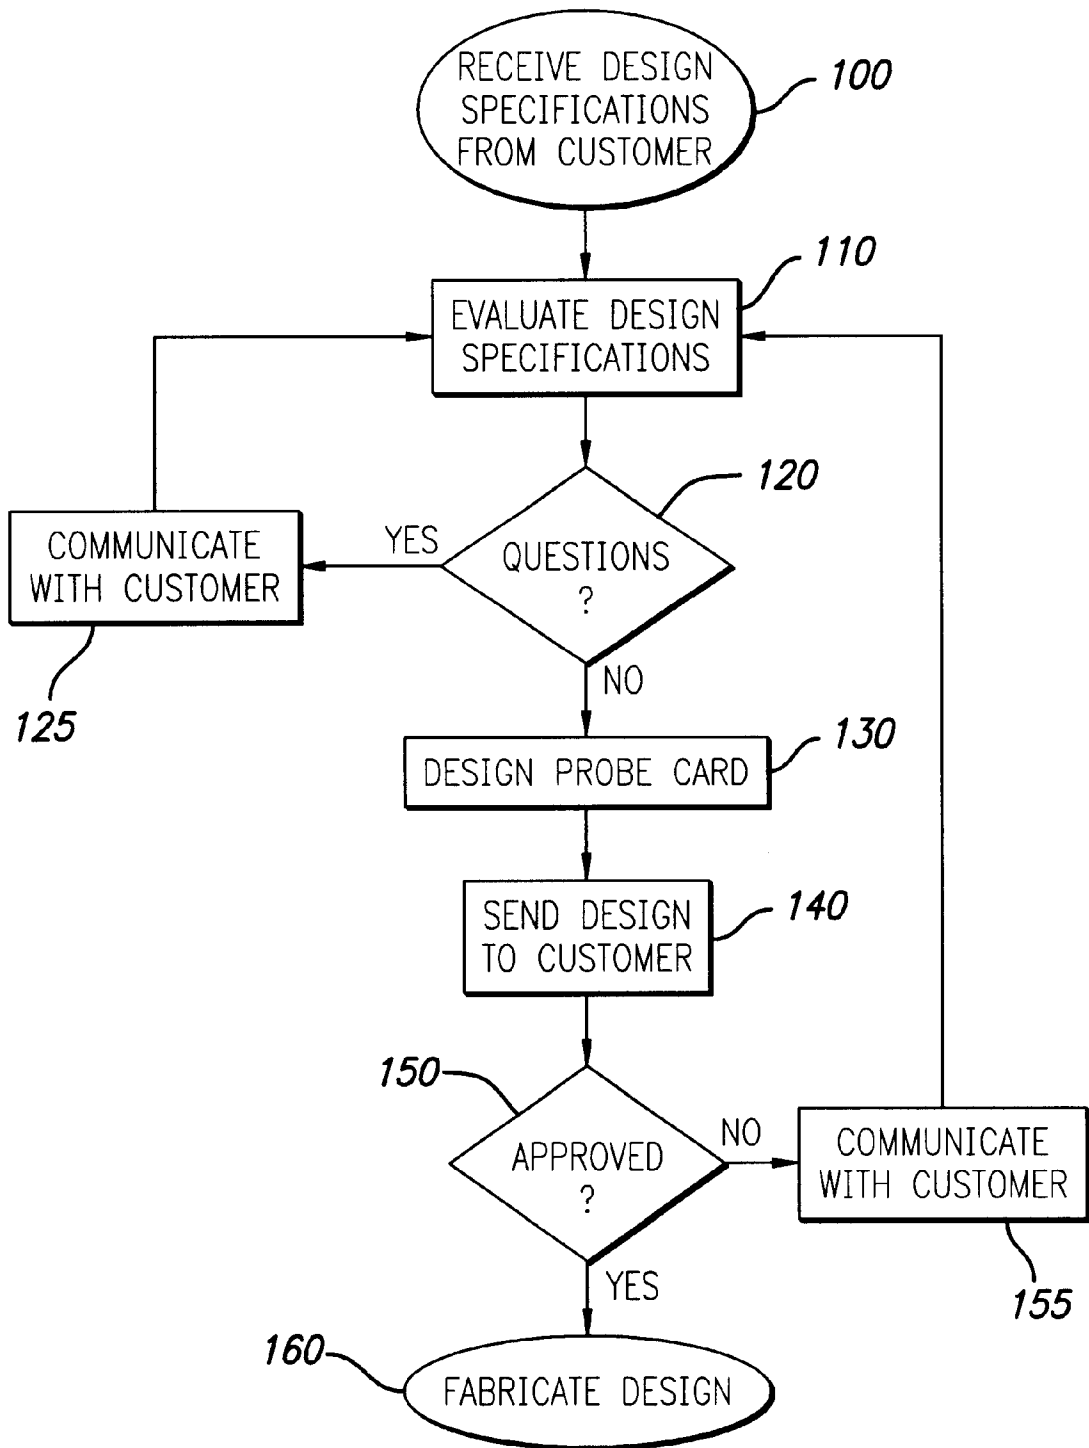 RECEIVE DESIGN
SPECIFICATIONS
FROM CUSTOMER
100
110
EVALUATE DESIGN
SPECIFICATIONS
120
QUESTIONS
?
YES
COMMUNICATE
WITH CUSTOMER
125
NO
130
DESIGN PROBE CARD
SEND DESIGN
TO CUSTOMER
140
150
APPROVED
?
NO
COMMUNICATE
WITH CUSTOMER
155
YES
160
FABRICATE DESIGN